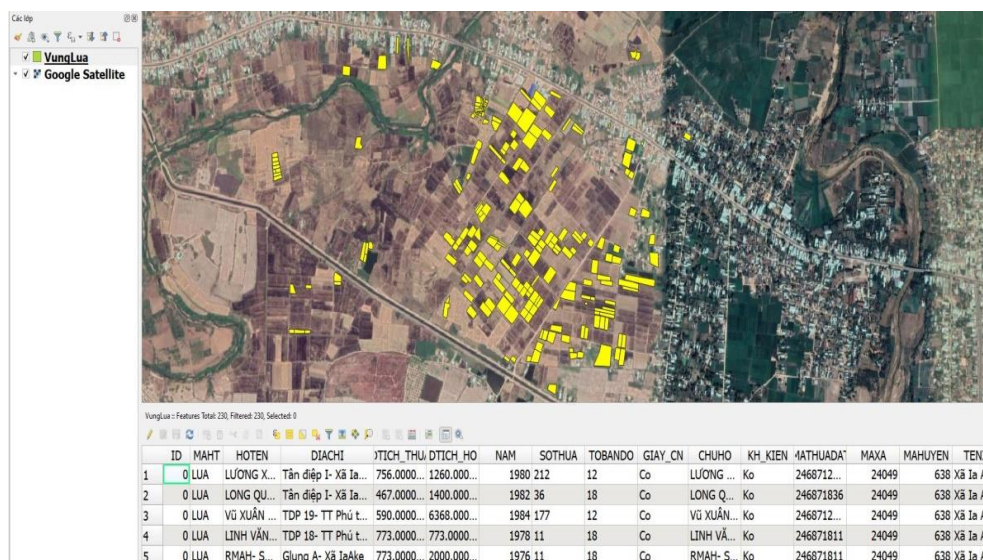 Các lớp
VungLua
Google Satellite
VungLua :: Features Total: 230, Filtered: 230, Selected: 0
ID MAHT HOTEN DIACHI DTICH_HO NAM SOTHUA TOBANDO GIAY_CN CHUHO KH_KIEN MAXA MAHUYEN
1 0 LUA LƯƠNG X... Tân điệp I- Xã Ia... 756.0000... 1260.000... 1980 212 12 Co LƯƠNG ... Ko 2468712... 24049 638 Xã Ia
2 0 LUA LONG QU... Tân điệp I- Xã Ia... 467.0000... 1400.000... 1982 36 18 Co LONG Q... Ko 246871836 24049 638 Xã Ia
3 0 LUA Vũ XUÂN ... TDP 19- TT Phú t... 590.0000... 6368.000... 1984 177 12 Co Vũ XUÂ... Ko 2468712... 24049 638 Xã Ia
4 0 LUA LINH VĂN... TDP 18- TT Phú t... 773.0000... 773.0000... 1978 11 18 Co LINH VĂ... Ko 246871811 24049 638 Xã Ia
5 0 LUA RMAH- S... Glung A- Xã IaAke 773.0000... 2000.000... 1976 11 18 Co RMAH- S... Ko 246871811 24049 638 Xã Ia